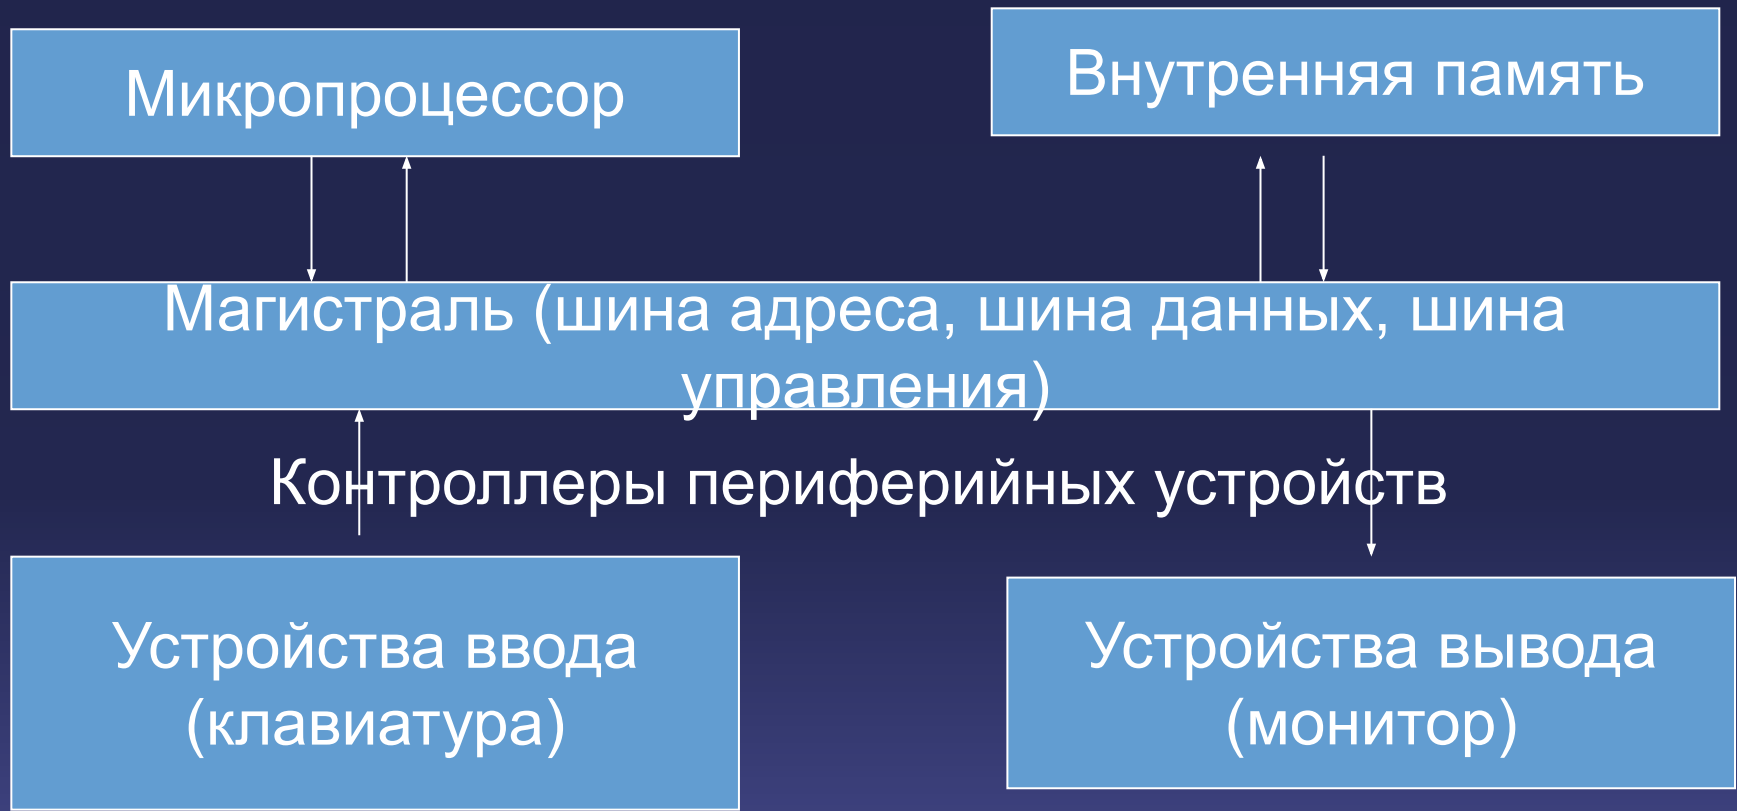 Микропроцессор
Внутренняя память
Магистраль (шина адреса, шина данных, шина
управления)
Контроллеры периферийных устройств
Устройства ввода
(клавиатура)
Устройства вывода
(монитор)